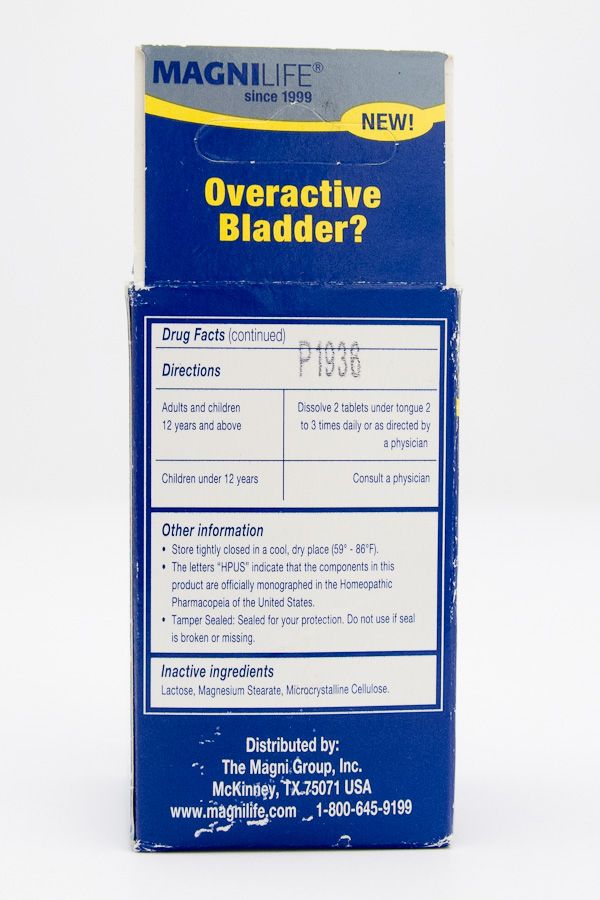 MAGNILIFE®
since 1999
NEW!
Overactive
Bladder?
Drug Facts (continued)
P1936
Directions
Adults and children
12 years and above
Dissolve 2 tablets under tongue 2
to 3 times daily or as directed by
a physician
Children under 12 years
Consult a physician
Other information
• Store tightly closed in a cool, dry place (59° - 86°F).
• The letters “HPUS” indicate that the components in this
product are officially monographed in the Homeopathic
Pharmacopeia of the United States.
• Tamper Sealed: Sealed for your protection. Do not use if seal
is broken or missing.
Inactive ingredients
Lactose, Magnesium Stearate, Microcrystalline Cellulose.
Distributed by:
The Magni Group, Inc.
McKinney, TX 75071 USA
www.magnilife.com 1-800-645-9199